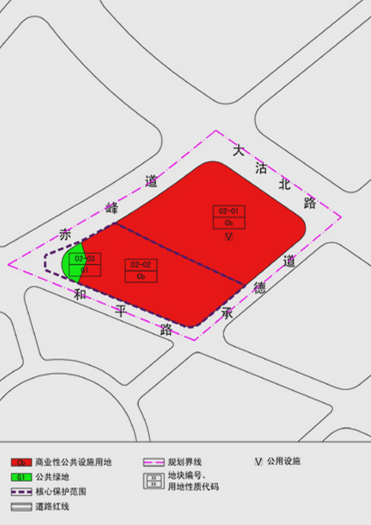 大沽北路
赤峰道
承德道
和平路
02-01
Cb
V
02-02
Cb
02-03
G1
Cb 商业性公共设施用地
G1 公共绿地
核心保护范围
道路红线
规划界线
地块编号、
用地性质代码
V 公用设施